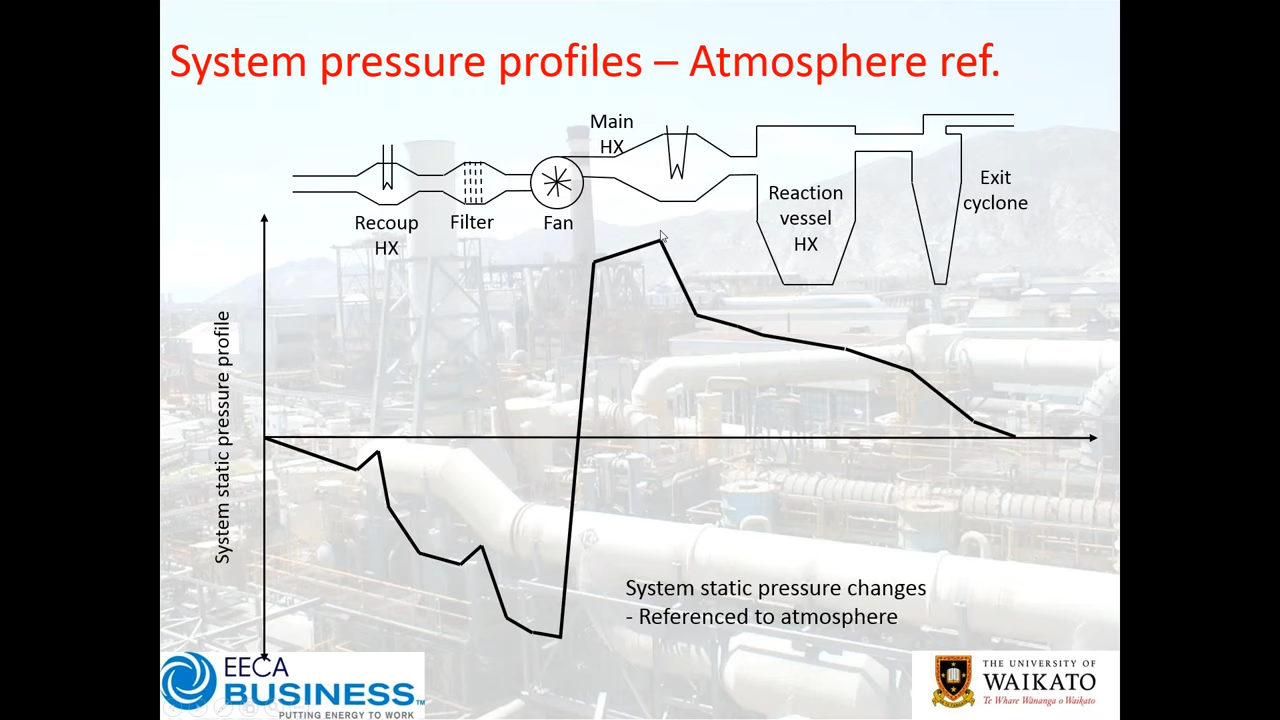 System pressure profiles – Atmosphere ref.
Main
HX
Recoup
HX
Filter
Fan
Reaction
vessel
HX
Exit
cyclone
System static pressure profile
System static pressure changes
- Referenced to atmosphere
EECA
BUSINESS™
PUTTING ENERGY TO WORK
THE UNIVERSITY OF
WAIKATO
Te Whare Wānanga o Waikato